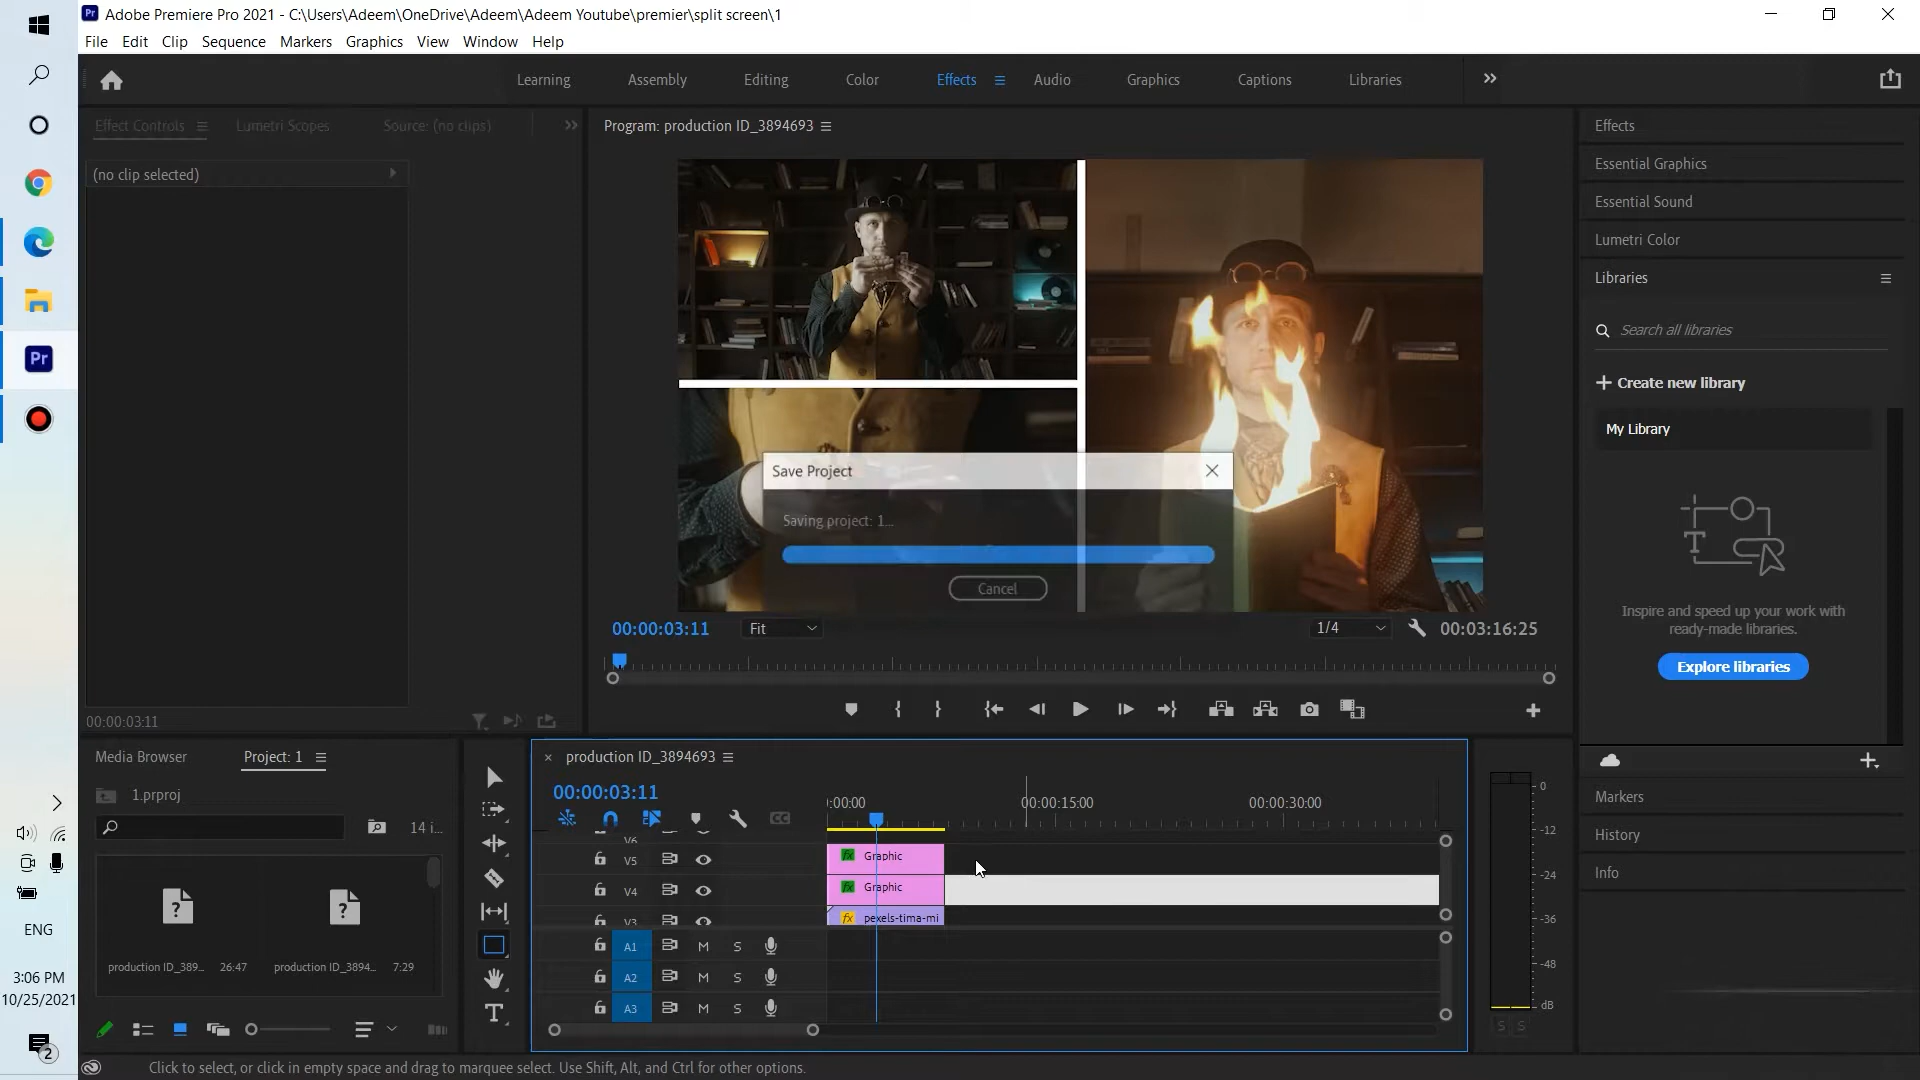 Pr Adobe Premiere Pro 2021 - C:\Users\Adeem\OneDrive\Adeem\Adeem Youtube\premier\split screen\1
File Edit Clip Sequence Markers Graphics View Window Help
Learning Assembly Editing Color Effects Audio Graphics Captions Libraries
Effect Controls Lumetri Scopes Source: (no clips)
Program: production ID_3894693
(no clip selected)
Save Project
Saving project: 1...
Cancel
00:00:03:11 Fit 1/4 00:03:16:25
00:00:03:11
Effects
Essential Graphics
Essential Sound
Lumetri Color
Libraries
Search all libraries
Create new library
My Library
T
Inspire and speed up your work with
ready-made libraries.
Explore libraries
Markers
History
Info
Pr
Media Browser Project: 1
1.prproj
14 i...
production ID_389... 26:47 production ID_3894... 7:29
T
production ID_3894693
00:00:03:11
CC
:00:00 00:00:15:00 00:00:30:00
V6
V5 fx Graphic
V4 fx Graphic
V3 fx pexels-tima-mi
A1 M S
A2 M S
A3 M S
0
-12
-24
-36
-48
dB
S S
ENG
3:06 PM
10/25/2021
2
Click to select, or click in empty space and drag to marquee select. Use Shift, Alt, and Ctrl for other options.